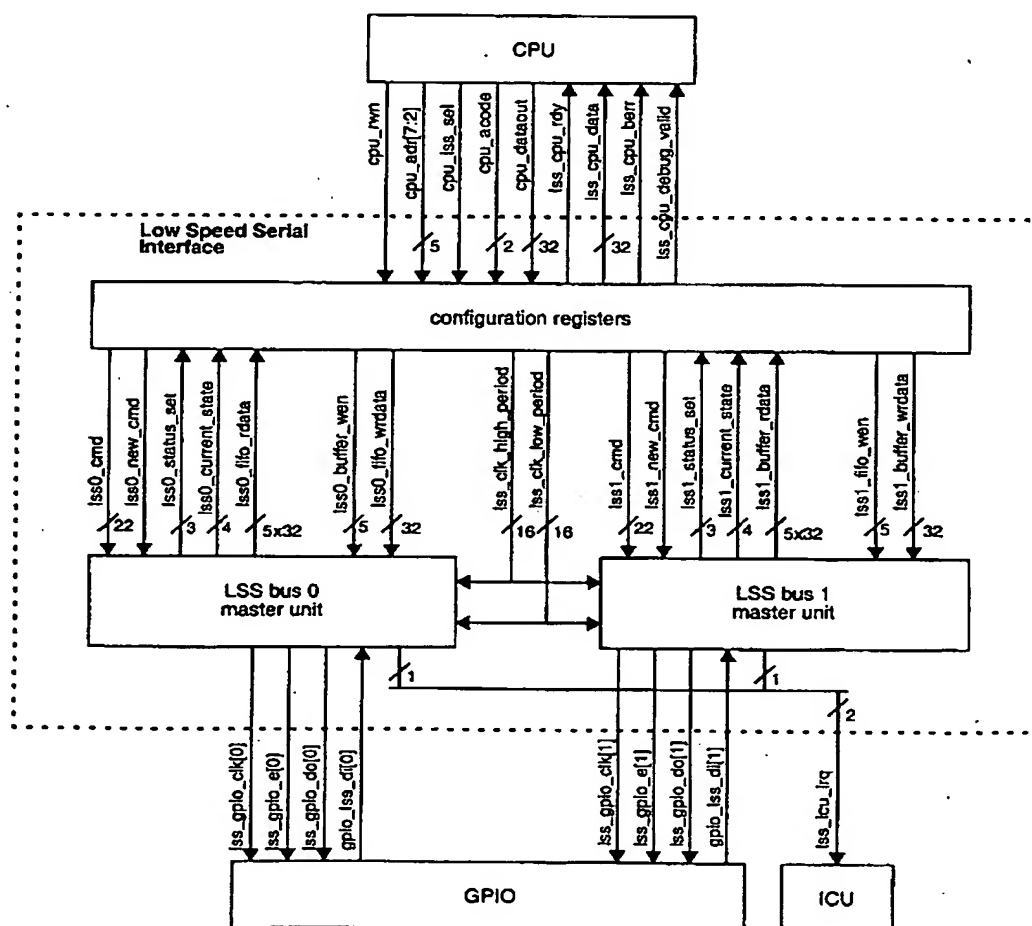 CPU
cpu_rwn
cpu_adr[7:2]
cpu_lss_sel
cpu_acode
cpu_dataout
lss_cpu_rdy
lss_cpu_data
lss_cpu_berr
lss_cpu_debug_valid
Low Speed Serial
Interface
5
2
32
32
configuration registers
lss0_cmd
lss0_new_cmd
lss0_status_set
lss0_current_state
lss0_fifo_rdata
lss0_buffer_wen
lss0_fifo_wrdata
lss_clk_high_period
lss_clk_low_period
lss1_cmd
lss1_new_cmd
lss1_status_set
lss1_current_state
lss1_buffer_rdata
lss1_fifo_wen
lss1_buffer_wrdata
22
3
4
5x32
5
32
16
16
22
3
4
5x32
5
32
LSS bus 0
master unit
LSS bus 1
master unit
1
1
2
lss_gpio_clk[0]
lss_gpio_e[0]
lss_gpio_do[0]
gpio_lss_di[0]
lss_gpio_clk[1]
lss_gpio_e[1]
lss_gpio_do[1]
gpio_lss_di[1]
lss_icu_irq
GPIO
ICU